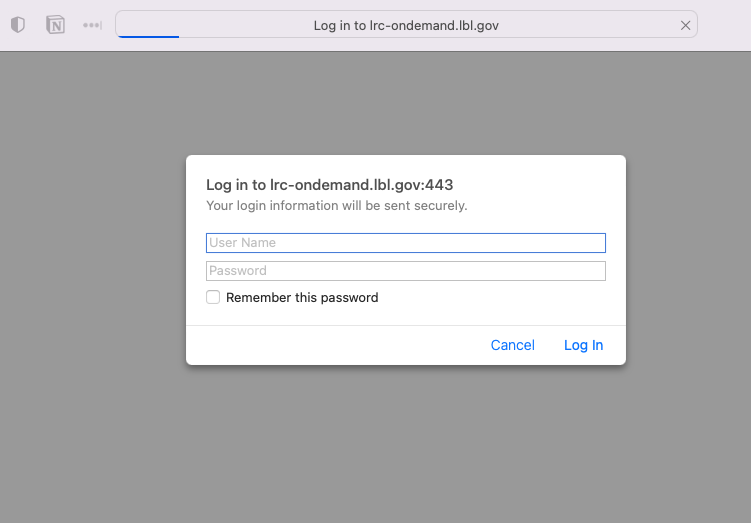 N
Log in to lrc-ondemand.lbl.gov
Log in to lrc-ondemand.lbl.gov:443
Your login information will be sent securely.
User Name
Password
Remember this password
Cancel Log In